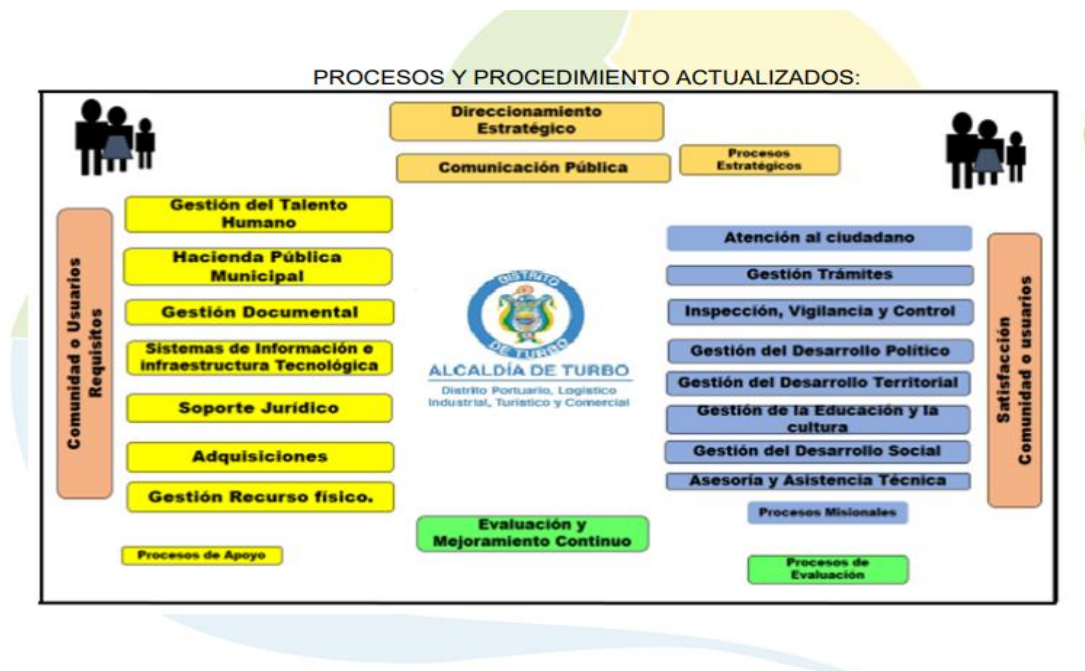 PROCESOS Y PROCEDIMIENTO ACTUALIZADOS:
Direccionamiento
Estratégico
Comunicación Pública
Procesos
Estratégicos
Comunidad o Usuarios
Requisitos
Gestión del Talento
Humano
Hacienda Pública
Municipal
Gestión Documental
Sistemas de Información e
infraestructura Tecnológica
Soporte Jurídico
Adquisiciones
Gestión Recurso físico.
Procesos de Apoyo
DISTRITO
DE TURBO
ALCALDÍA DE TURBO
Distrito Portuario, Logístico
Industrial, Turístico y Comercial
Evaluación y
Mejoramiento Continuo
Atención al ciudadano
Gestión Trámites
Inspección, Vigilancia y Control
Gestión del Desarrollo Político
Gestión del Desarrollo Territorial
Gestión de la Educación y la
cultura
Gestión del Desarrollo Social
Asesoría y Asistencia Técnica
Procesos Misionales
Procesos de
Evaluación
Satisfacción
Comunidad o usuarios